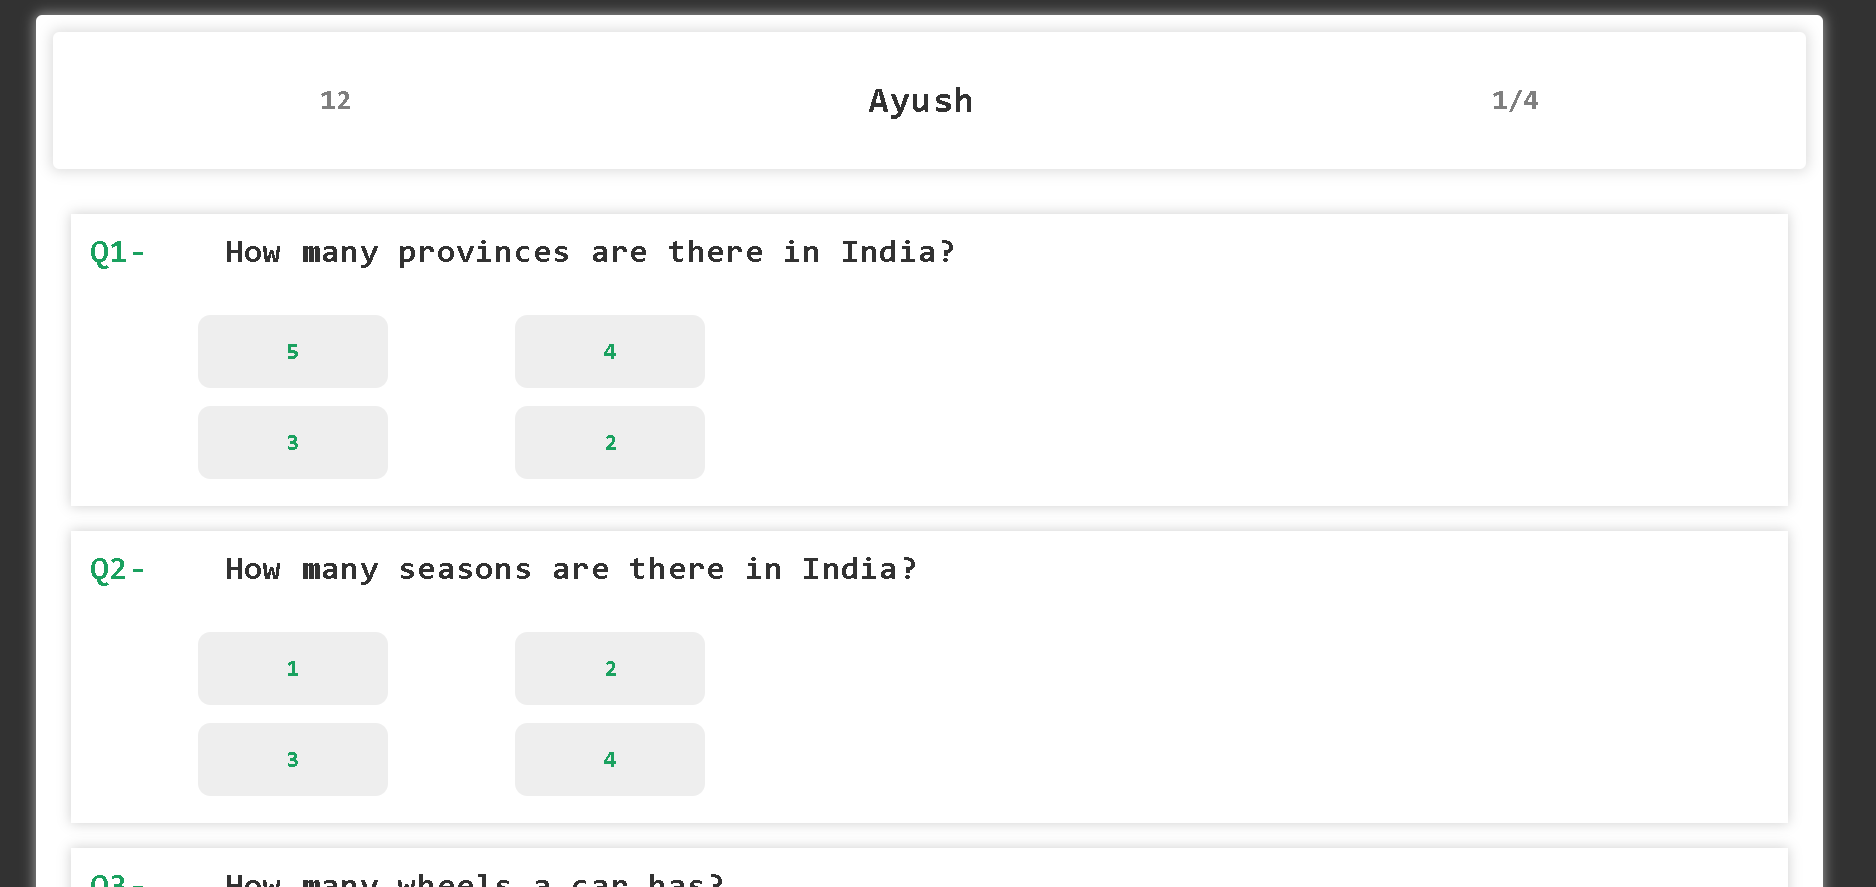 12 Ayush 1/4
Q1- How many provinces are there in India?
5 4
3 2
Q2- How many seasons are there in India?
1 2
3 4
Q3- How many wheels a car has?